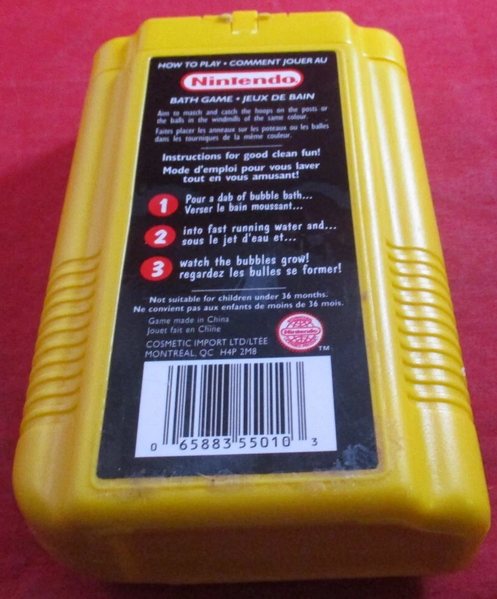 HOW TO PLAY • COMMENT JOUER AU
Nintendo
BATH GAME • JEUX DE BAIN
Aim to match and catch the hoops on the posts or
the balls in the windmills of the same colour.
Faites placer les anneaux sur les poteaux ou les balles
dans les tourniques de la même couleur.
Instructions for good clean fun!
Mode d'emploi pour vous laver
tout en vous amusant!
1 Pour a dab of bubble bath...
Verser le bain moussant...
2 into fast running water and...
sous le jet d'eau et...
3 watch the bubbles grow!
regardez les bulles se former!
Not suitable for children under 36 months.
Ne convient pas aux enfants de moins de 36 mois.
Game made in China
Jouet fait en Chine
COSMETIC IMPORT LTD/LTÉE
MONTRÉAL, QC H4P 2M8
Nintendo
TM
0 65883 55010 3